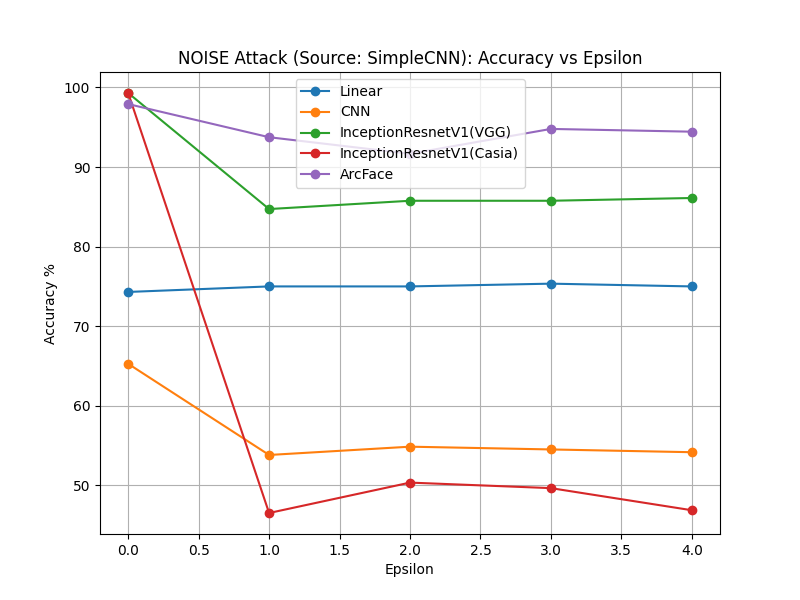 NOISE Attack (Source: SimpleCNN): Accuracy vs Epsilon
Linear
CNN
InceptionResnetV1(VGG)
InceptionResnetV1(Casia)
ArcFace
100
90
80
70
60
50
Accuracy %
0.0 0.5 1.0 1.5 2.0 2.5 3.0 3.5 4.0
Epsilon